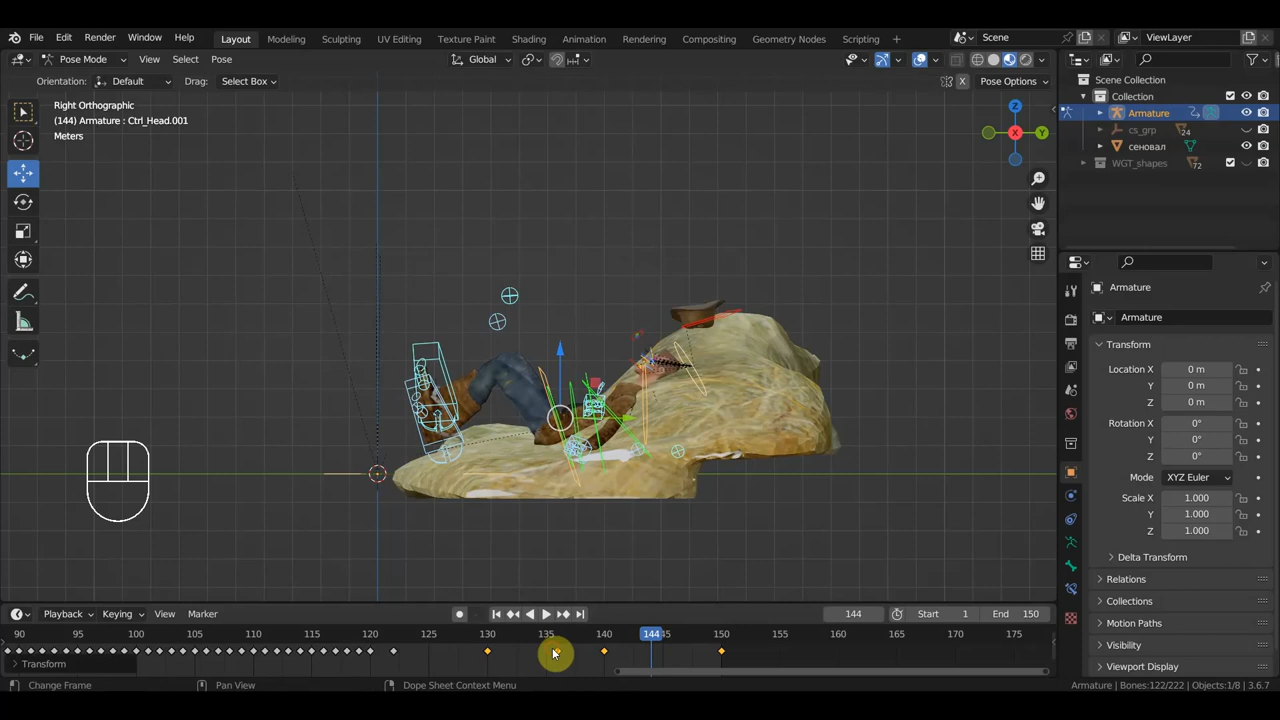 File Edit Render Window Help Layout Modeling Sculpting UV Editing Texture Paint Shading Animation Rendering Compositing Geometry Nodes Scripting + Scene ViewLayer
Pose Mode View Select Pose Global
Orientation: Default Drag: Select Box X Pose Options
Right Orthographic
(144) Armature : Ctrl_Head.001
Meters
Z
X
Y
Scene Collection
Collection
Armature
cs_grp 24
сеновал
WGT_shapes 72
Armature
Armature
Transform
Location X 0 m
Y 0 m
Z 0 m
Rotation X 0°
Y 0°
Z 0°
Mode XYZ Euler
Scale X 1.000
Y 1.000
Z 1.000
Delta Transform
Relations
Collections
Motion Paths
Visibility
Viewport Display
Playback Keying View Marker 144 Start 1 End 150
90 95 100 105 110 115 120 125 130 135 140 144 145 150 155 160 165 170 175
Transform
Change Frame Pan View Dope Sheet Context Menu Armature | Bones:122/222 | Objects:1/8 | 3.6.7